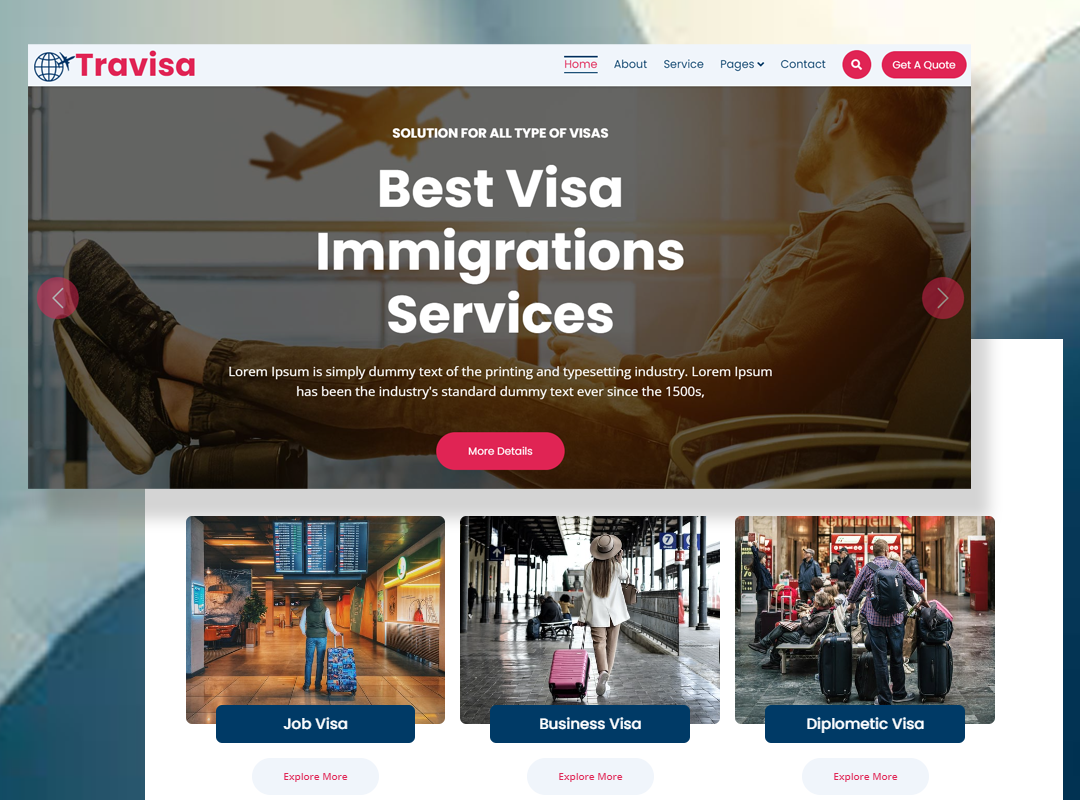 Travisa
Home About Service Pages Contact Get A Quote
SOLUTION FOR ALL TYPE OF VISAS
Best Visa
Immigrations
Services
Lorem Ipsum is simply dummy text of the printing and typesetting industry. Lorem Ipsum
has been the industry's standard dummy text ever since the 1500s,
More Details
Job Visa Business Visa Diplometic Visa
Explore More Explore More Explore More